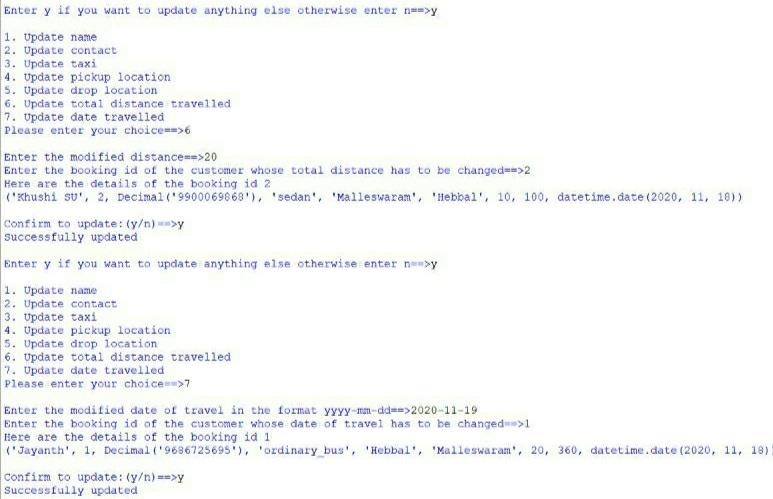 Enter y if you want to update anything else otherwise enter n==>y
1. Update name
2. Update contact
3. Update taxi
4. Update pickup location
5. Update drop location
6. Update total distance travelled
7. Update date travelled
Please enter your choice==>6
Enter the modified distance==>20
Enter the booking id of the customer whose total distance has to be changed==>2
Here are the details of the booking id 2
('Khushi SU', 2, Decimal('9900069868'), 'sedan', 'Malleswaram', 'Hebbal', 10, 100, datetime.date(2020, 11, 18))
Confirm to update:(y/n)==>y
Successfully updated
Enter y if you want to update anything else otherwise enter n==>y
1. Update name
2. Update contact
3. Update taxi
4. Update pickup location
5. Update drop location
6. Update total distance travelled
7. Update date travelled
Please enter your choice==>7
Enter the modified date of travel in the format yyyy-mm-dd==>2020-11-19
Enter the booking id of the customer whose date of travel has to be changed==>1
Here are the details of the booking id 1
('Jayanth', 1, Decimal('9686725695'), 'ordinary_bus', 'Hebbal', 'Malleswaram', 20, 360, datetime.date(2020, 11, 18))
Confirm to update:(y/n)==>y
Successfully updated